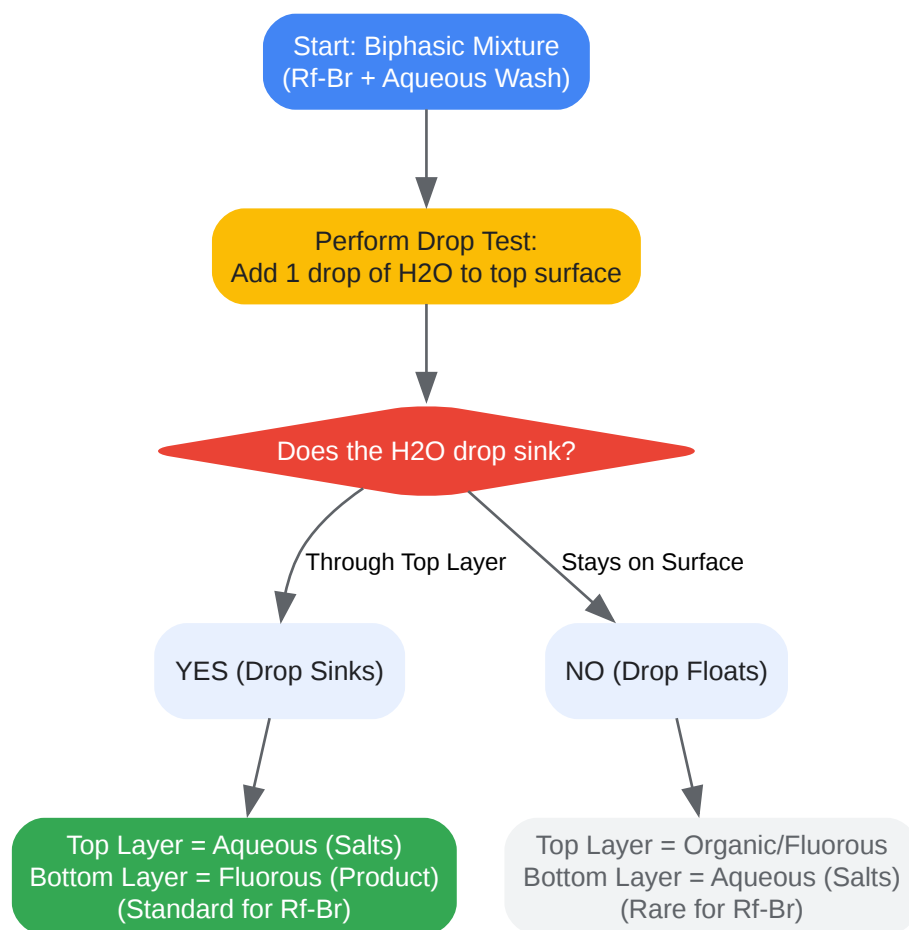 Start: Biphasic Mixture
(Rf-Br + Aqueous Wash)
Perform Drop Test:
Add 1 drop of H2O to top surface
Does the H2O drop sink?
Through Top Layer
Stays on Surface
YES (Drop Sinks)
NO (Drop Floats)
Top Layer = Aqueous (Salts)
Bottom Layer = Fluorous (Product)
(Standard for Rf-Br)
Top Layer = Organic/Fluorous
Bottom Layer = Aqueous (Salts)
(Rare for Rf-Br)